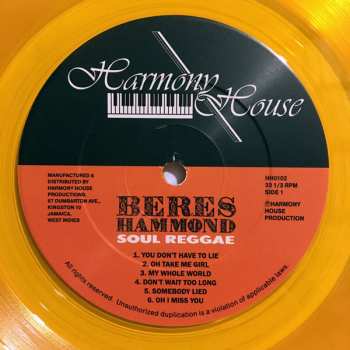 Harmony
House
MANUFACTURED &
DISTRIBUTED BY
HARMONY HOUSE
PRODUCTIONS.
67 DUMBARTON AVE.,
KINGSTON 10
JAMAICA,
WEST INDIES
BERES
HAMMOND
SOUL REGGAE
HH0102
33 1/3 RPM
SIDE 1
℗HARMONY
HOUSE
PRODUCTION
1. YOU DON'T HAVE TO LIE
2. OH TAKE ME GIRL
3. MY WHOLE WORLD
4. DON'T WAIT TOO LONG
5. SOMEBODY LIED
6. OH I MISS YOU
All rights reserved. Unauthorized duplication is a violation of applicable laws.